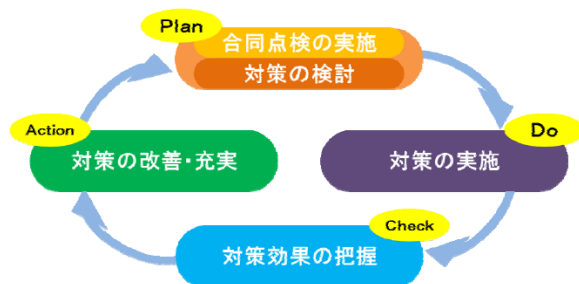 Plan
合同点検の実施
対策の検討
Do
対策の実施
Check
対策効果の把握
Action
対策の改善・充実